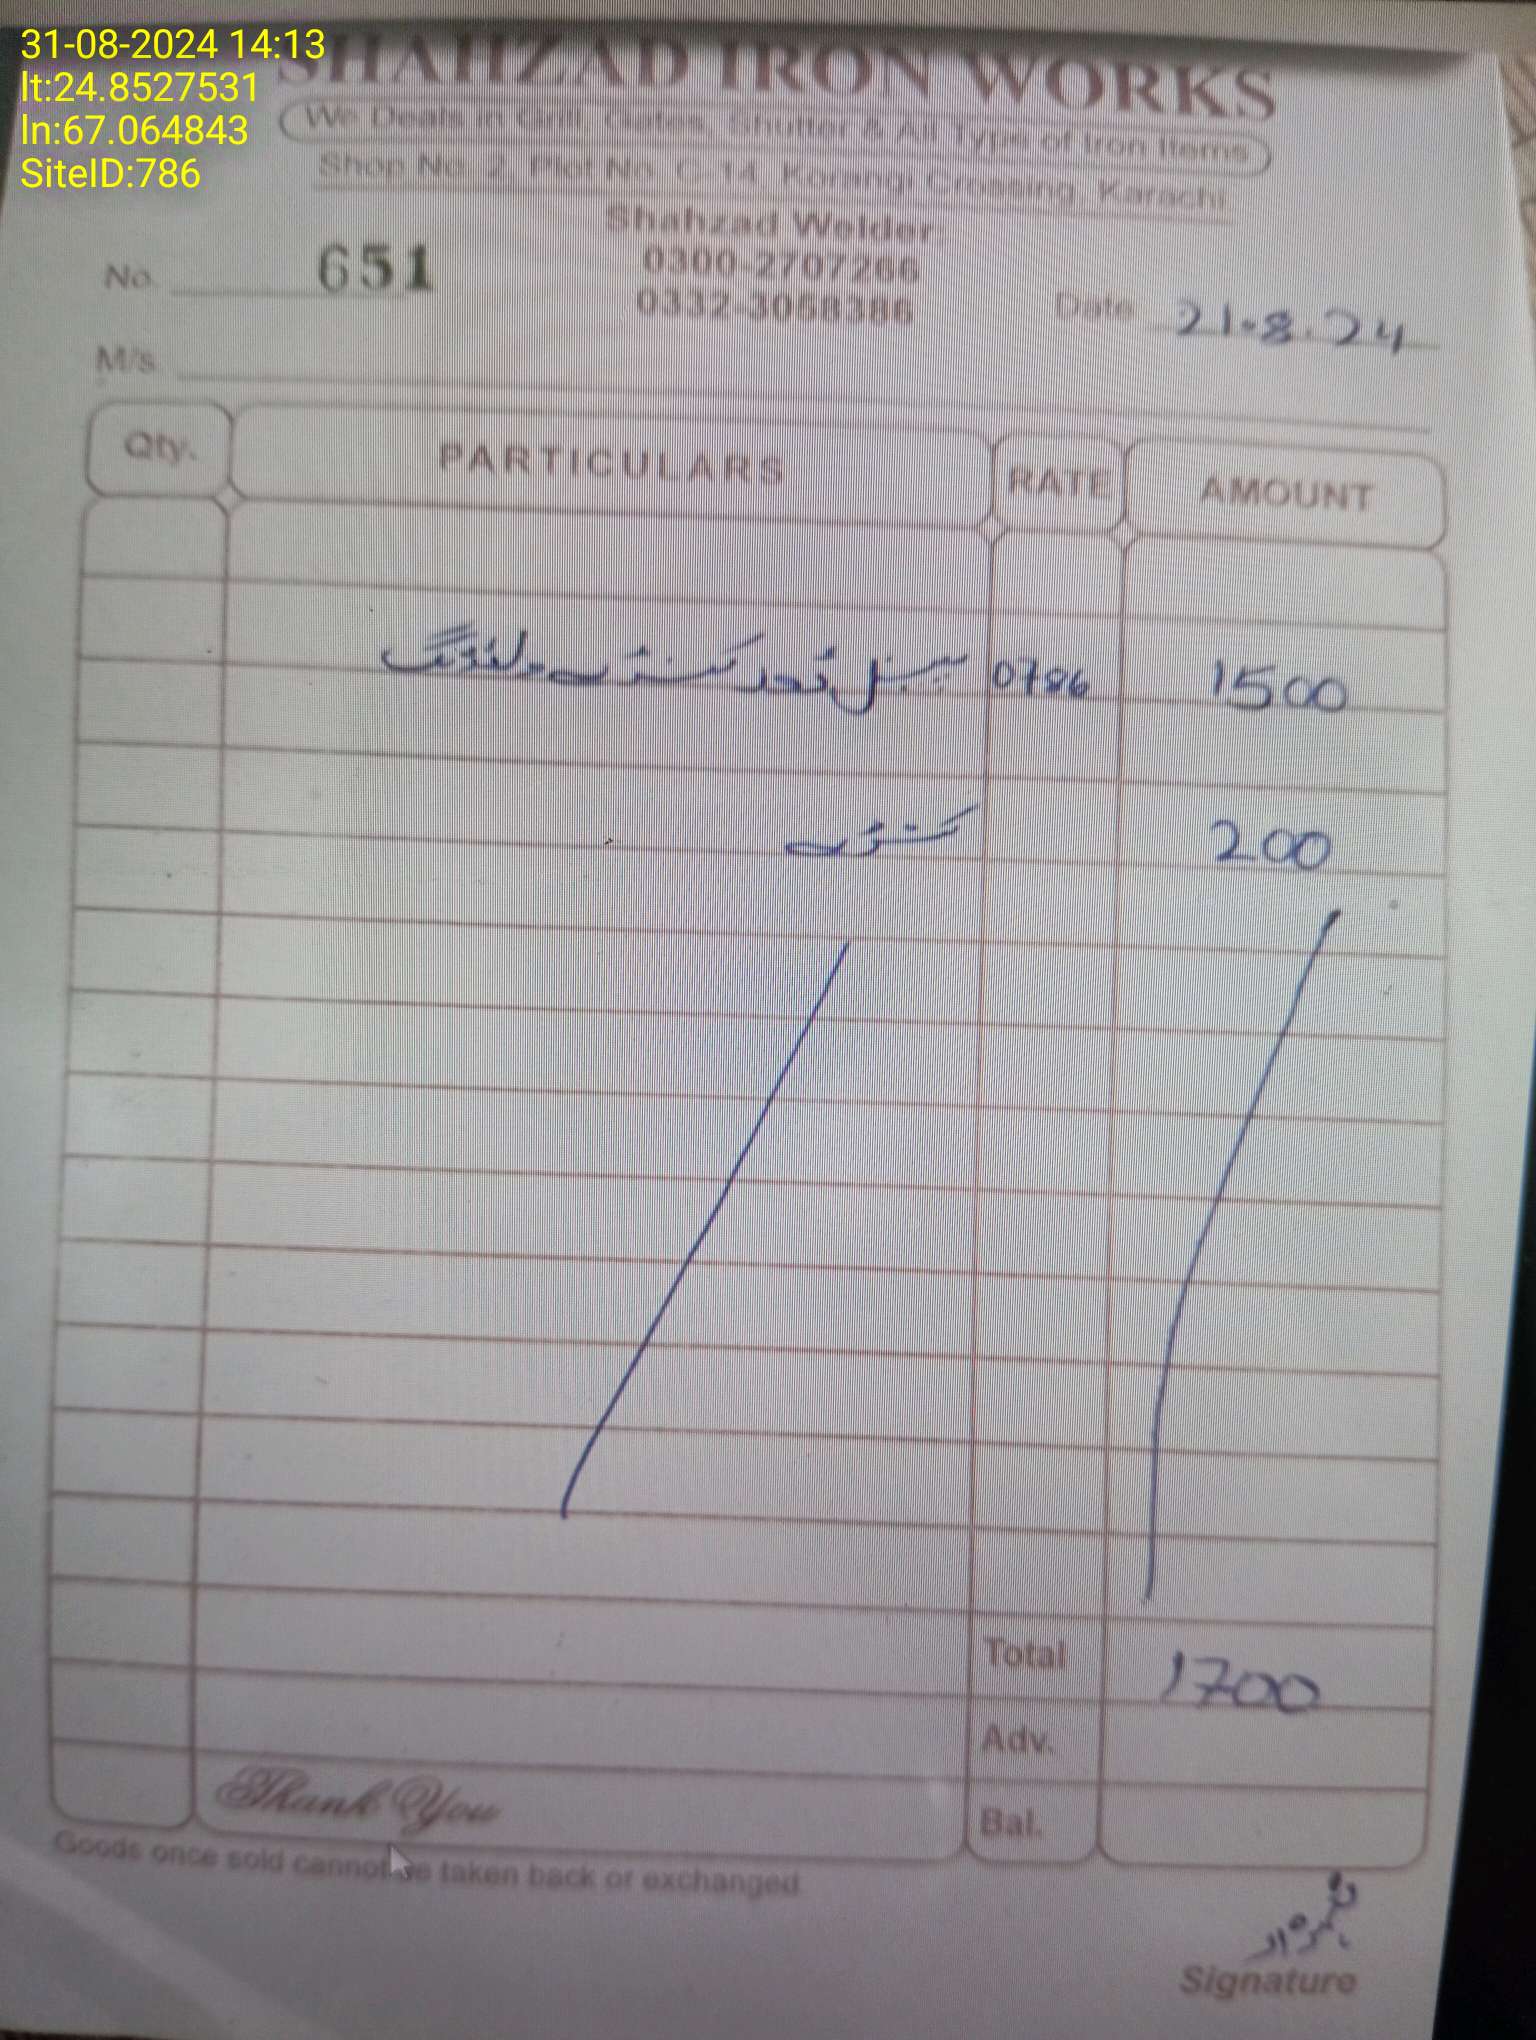 31-08-2024 14:13
lt:24.8527531
ln:67.064843
SiteID:786
SHAHZAD IRON WORKS
We Deals in Grill, Gates, Shutter & All Type of Iron Items
Shop No. Plot No. Korangi Crossing, Karachi
Shahzad Welder
0300-2707266
0332-3058386
No. 651
Date 21.8.24
M/s
Qty. PARTICULARS RATE AMOUNT
0786 1500
200
Total 1700
Adv.
Bal.
Thank You
Goods once sold cannot be taken back or exchanged
Signature